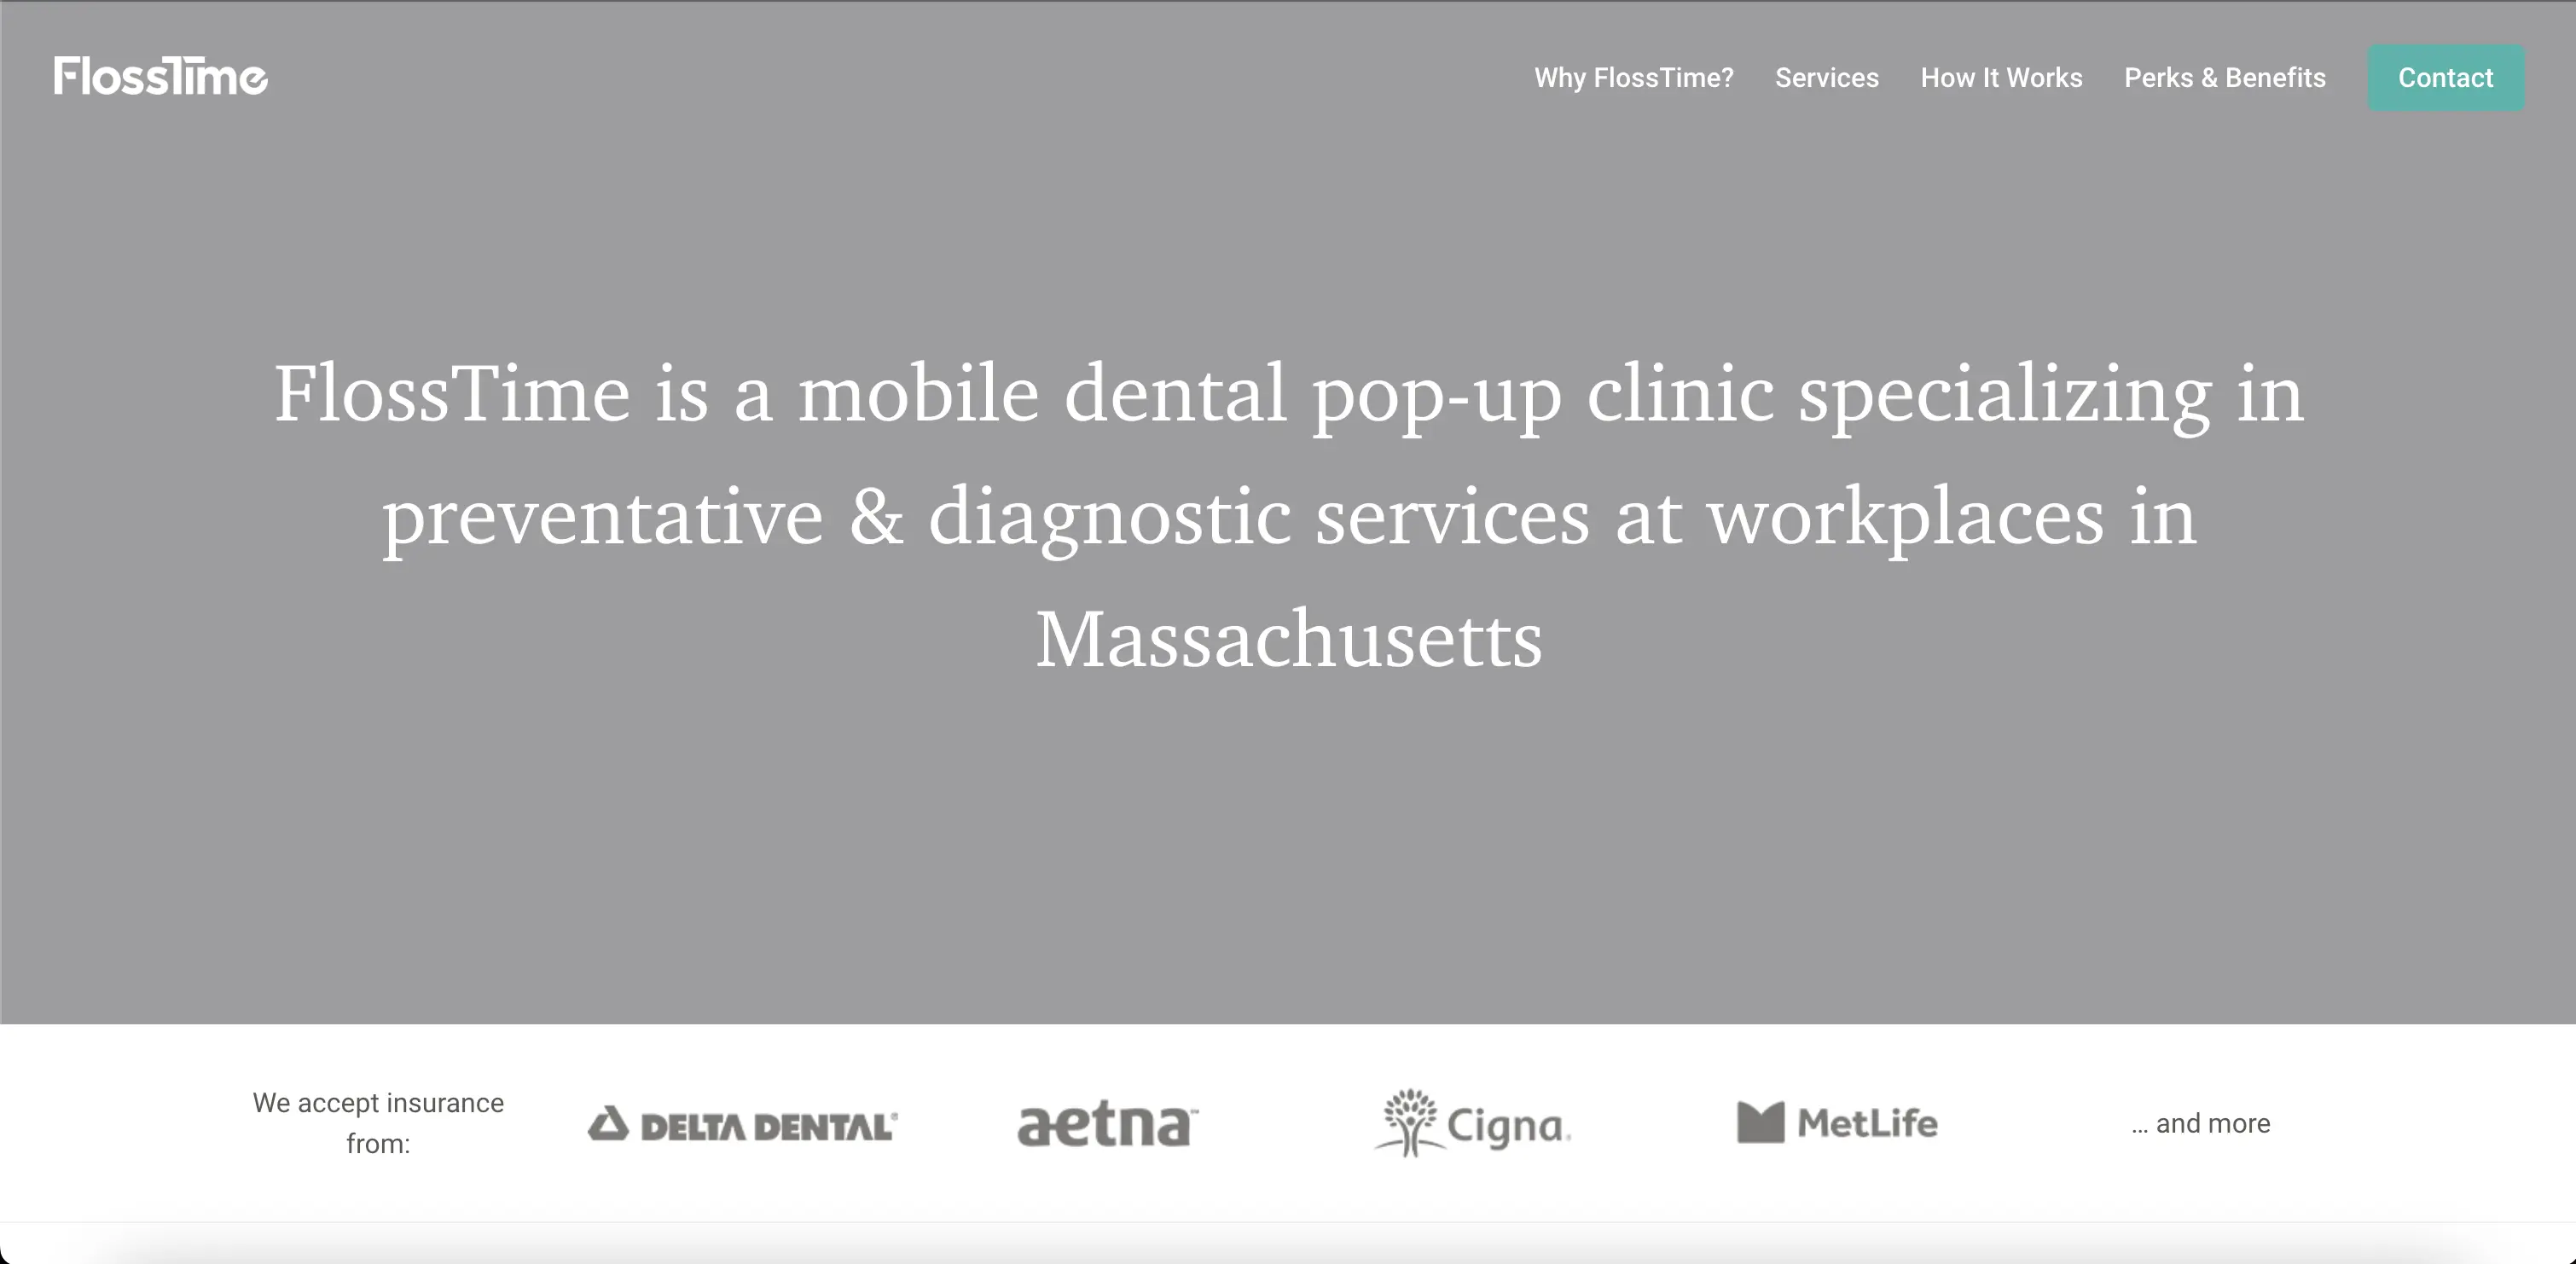 FlossTime
Why FlossTime? Services How It Works Perks & Benefits Contact
FlossTime is a mobile dental pop-up clinic specializing in
preventative & diagnostic services at workplaces in
Massachusetts
We accept insurance
from:
DELTA DENTAL®
aetna™
Cigna.
MetLife
... and more